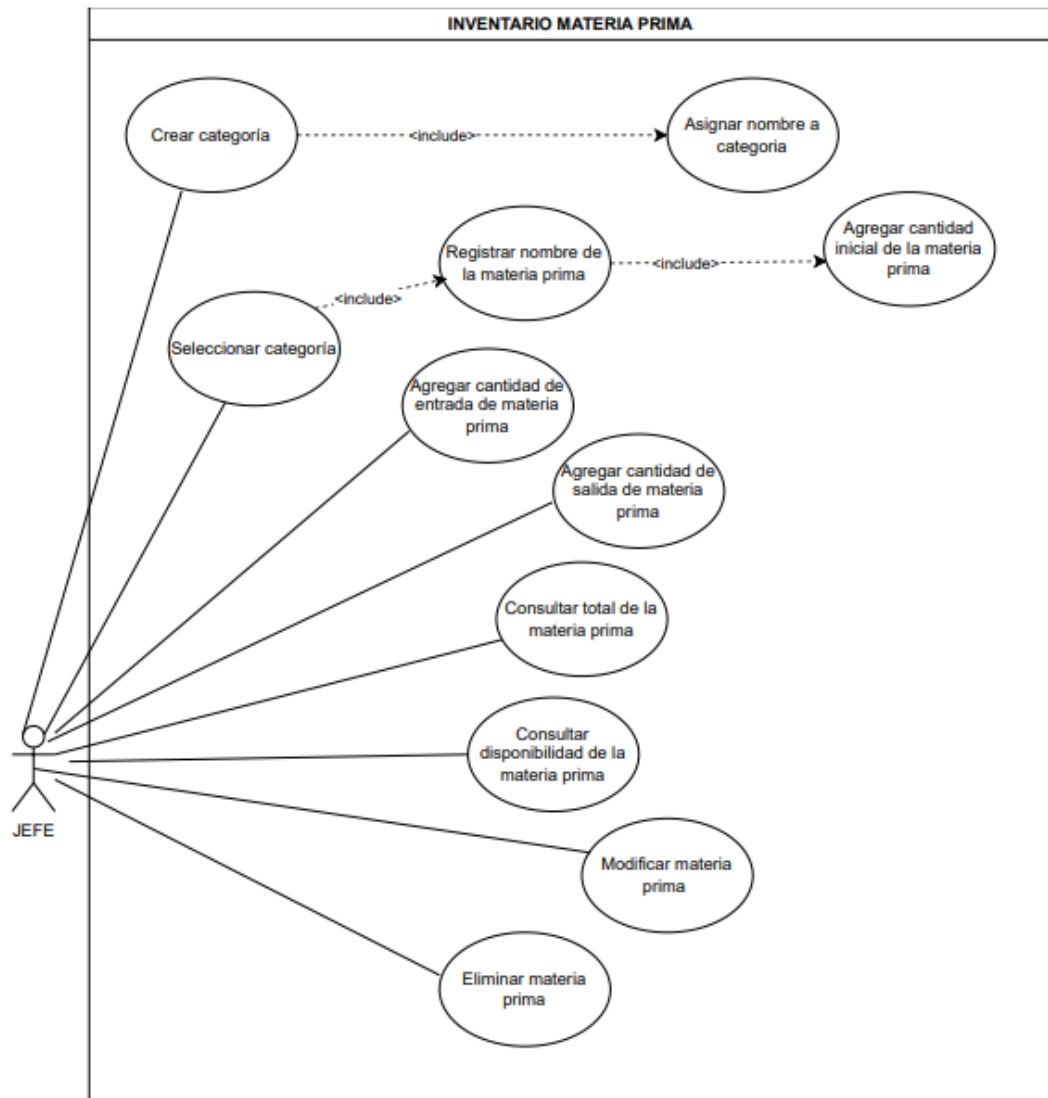 INVENTARIO MATERIA PRIMA
Crear categoría
<include>
Asignar nombre a
categoria
Registrar nombre de
la materia prima
<include>
Agregar cantidad
inicial de la materia
prima
<include>
Seleccionar categoría
Agregar cantidad de
entrada de materia
prima
Agregar cantidad de
salida de materia
prima
Consultar total de la
materia prima
Consultar
disponibilidad de la
materia prima
JEFE
Modificar materia
prima
Eliminar materia
prima